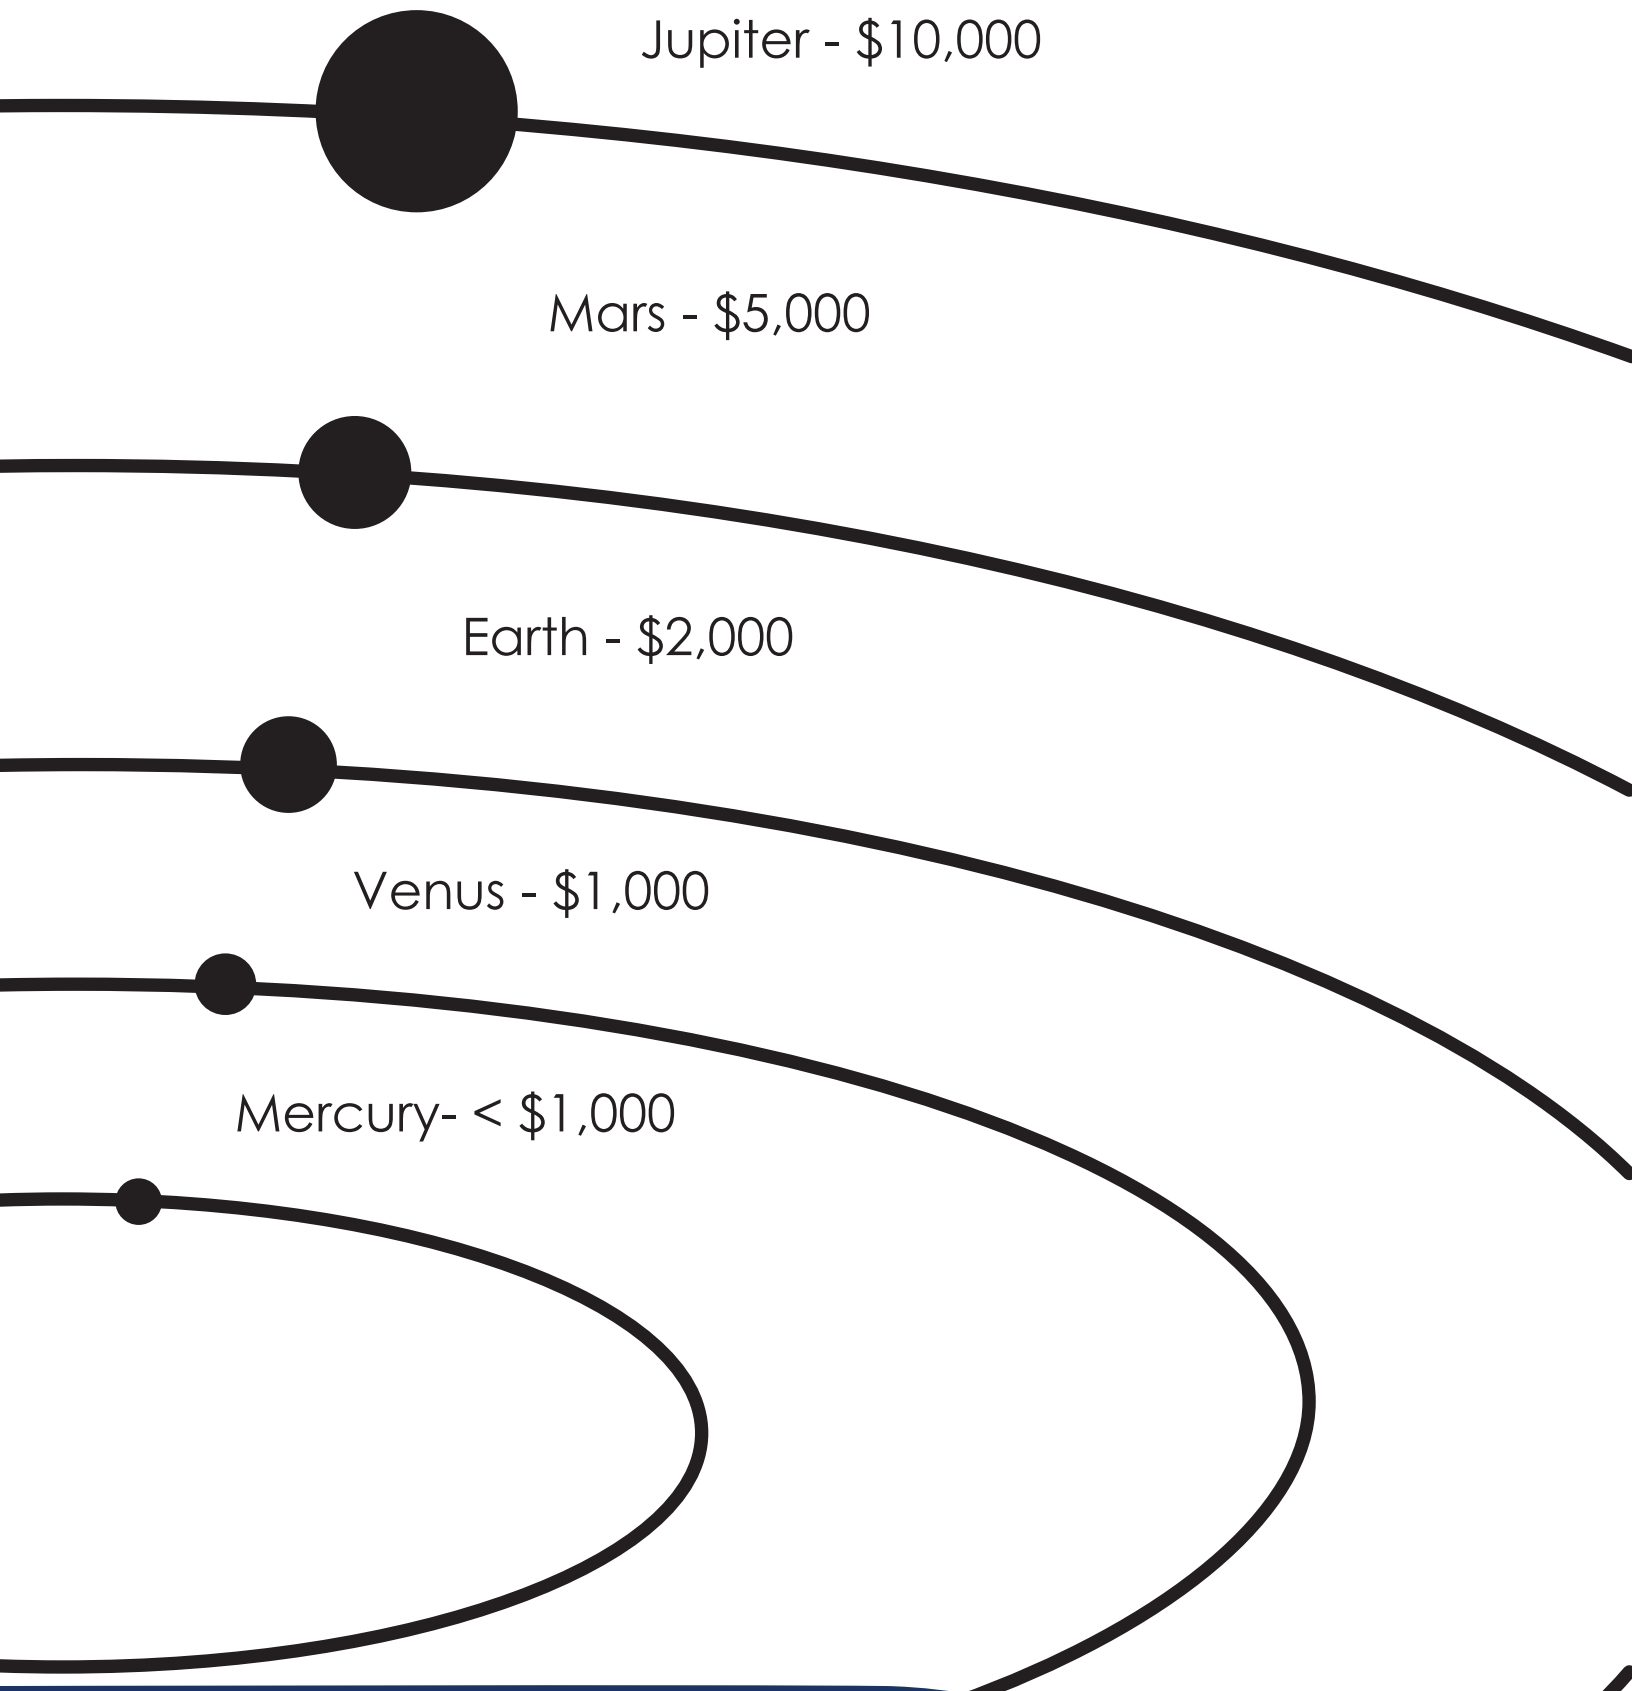 Jupiter - $10,000
Mars - $5,000
Earth - $2,000
Venus - $1,000
Mercury- < $1,000